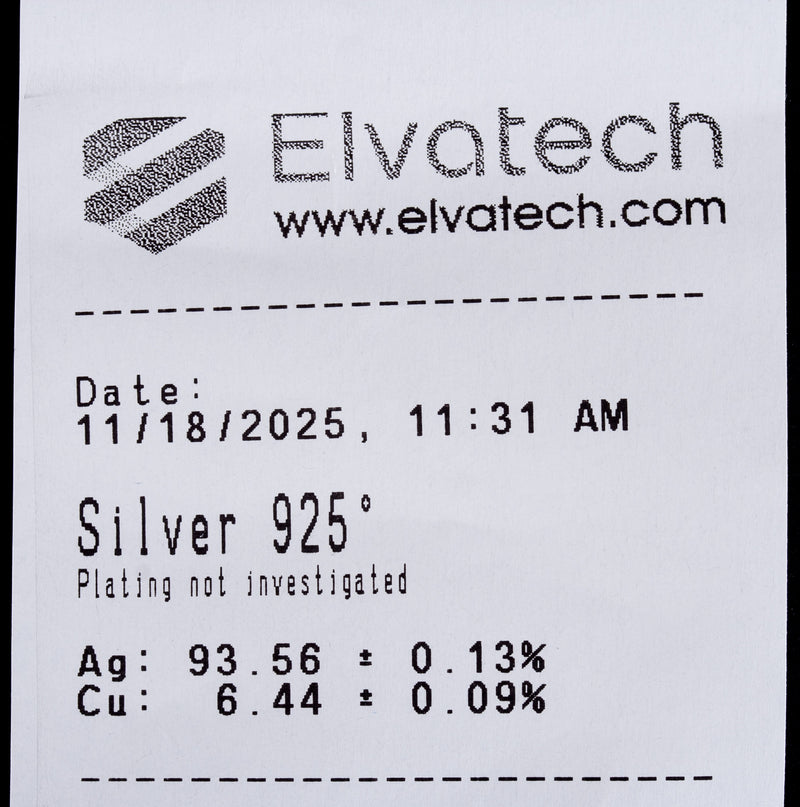 Elvatech
www.elvatech.com
Date:
11/18/2025, 11:31 AM
Silver 925°
Plating not investigated
Ag: 93.56 ± 0.13%
Cu: 6.44 ± 0.09%